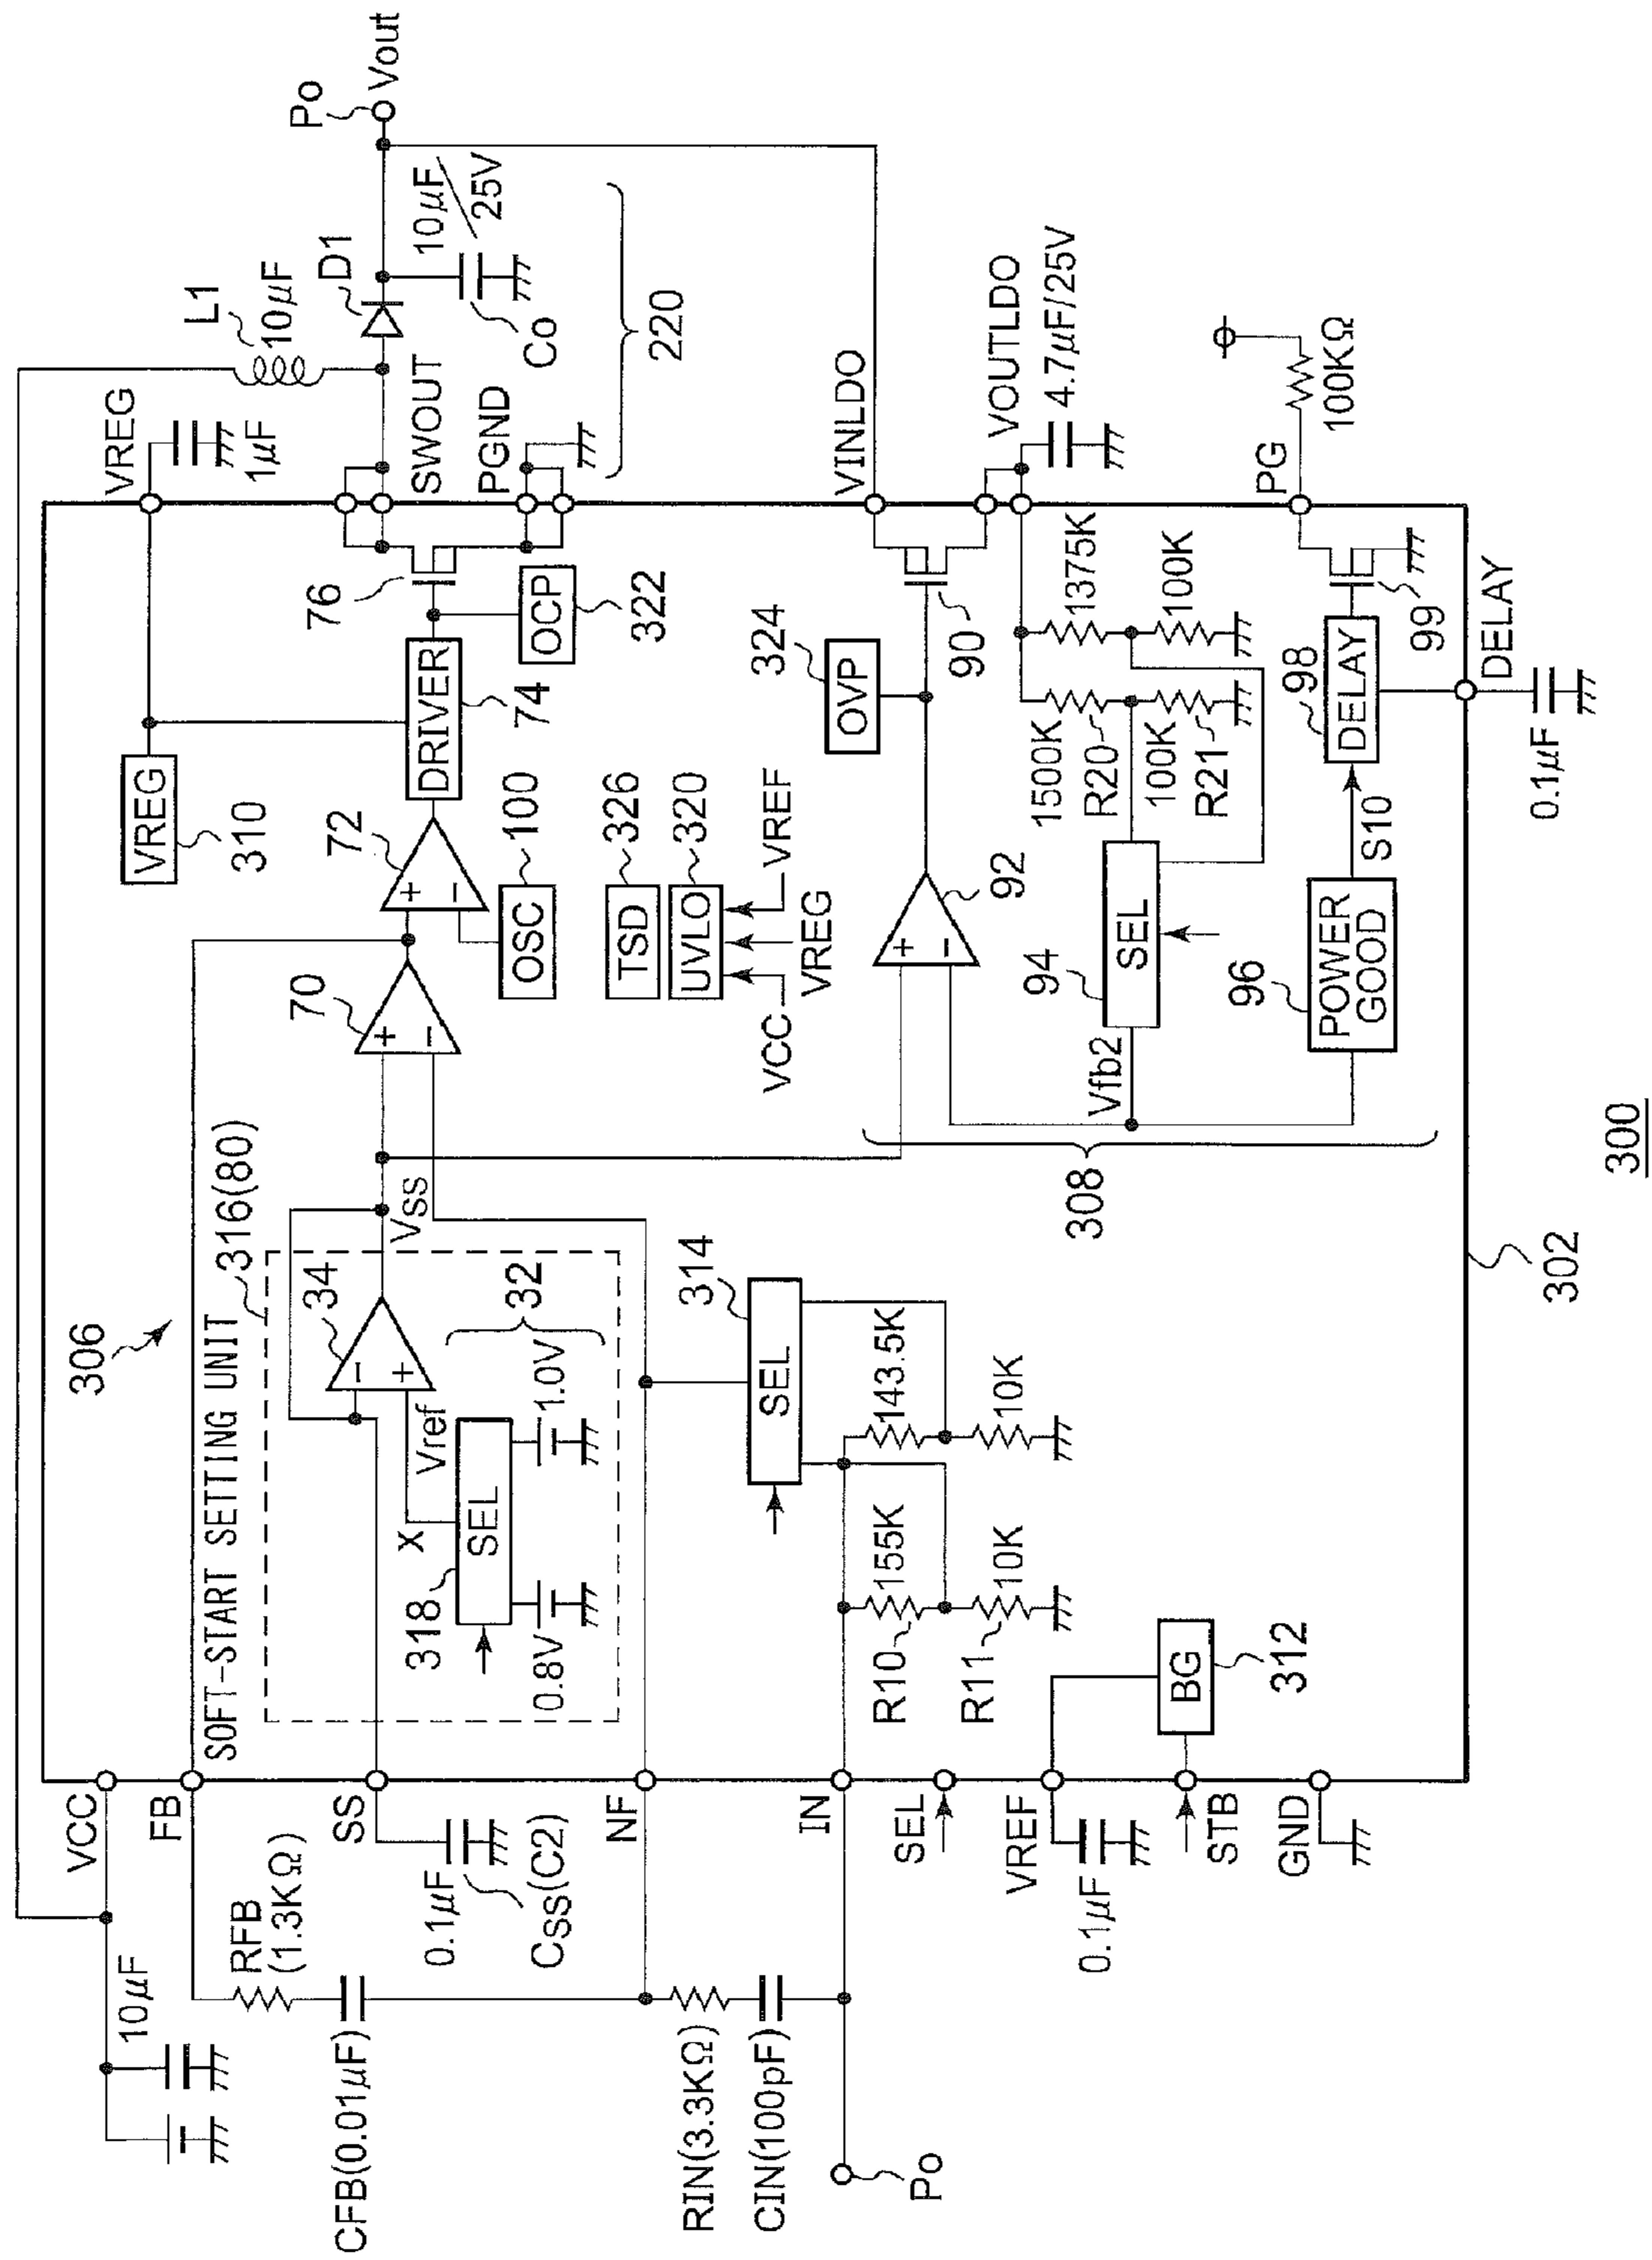 306
SOFT-START SETTING UNIT
316(80)
VCC
FB
SS
NF
IN
SEL
VREF
STB
GND
10μF
RFB
(1.3KΩ)
CFB(0.01μF)
0.1μF
CSS(C2)
RIN(3.3KΩ)
CIN(100pF)
Po
0.1μF
34
−
+
Vref
X
32
318
SEL
0.8V
1.0V
VSS
314
SEL
R10
155K
143.5K
R11
10K
10K
BG
312
VREG
310
70
+
−
72
+
−
OSC
100
DRIVER
74
76
OCP
322
TSD
326
UVLO
320
VCC
VREG
VREF
VREG
1μF
L1
10μF
D1
Po
Vout
10μF/25V
Co
SWOUT
PGND
220
VINLDO
VOUTLDO
4.7μF/25V
PG
100KΩ
OVP
324
90
92
+
−
94
SEL
Vfb2
308
1500K
R20
100K
R21
1375K
100K
96
POWER
GOOD
S10
98
DELAY
99
DELAY
0.1μF
302
300